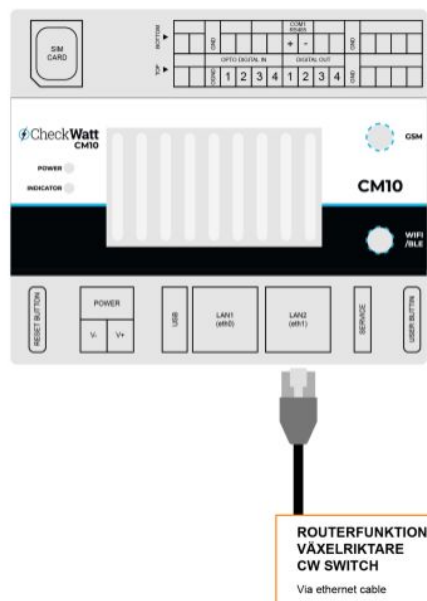 SIM
CARD
BOTTOM
GND
COM1
RS485
+ -
GND
TOP
OPTO DIGITAL IN
DIGITAL OUT
DGND
1 2 3 4 1 2 3 4
GND
CheckWatt
CM10
GSM
POWER
INDICATOR
CM10
WIFI
/BLE
RESET BUTTON
POWER
V- V+
USB
LAN1
(eth0)
LAN2
(eth1)
SERVICE
USER BUTTIN
ROUTERFUNKTION
VÄXELRIKTARE
CW SWITCH
Via ethernet cable